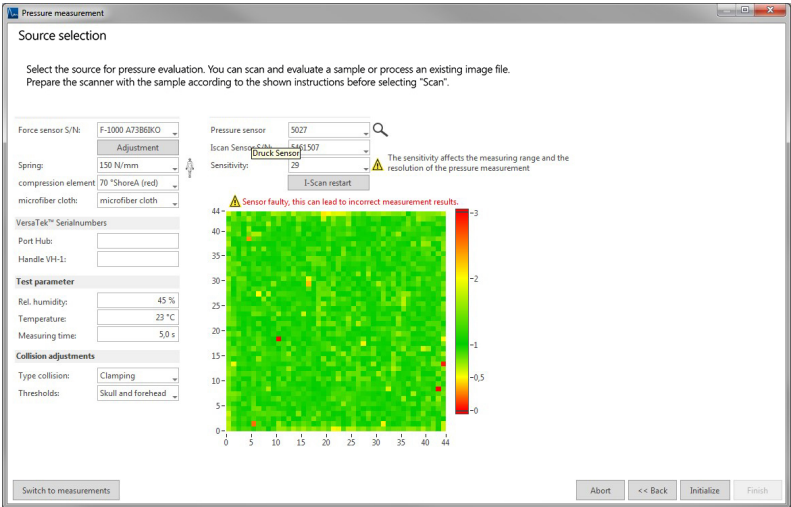 Pressure measurement
Source selection
Select the source for pressure evaluation. You can scan and evaluate a sample or process an existing image file.
Prepare the scanner with the sample according to the shown instructions before selecting "Scan".
Force sensor S/N: F-1000 A73B6IKO
Adjustment
Spring: 150 N/mm
compression element 70 °ShoreA (red)
microfiber cloth: microfiber cloth
VersaTek™ Serialnumbers
Port Hub:
Handle VH-1:
Test parameter
Rel. humidity: 45 %
Temperature: 23 °C
Measuring time: 5,0 s
Collision adjustments
Type collision: Clamping
Thresholds: Skull and forehead
Pressure sensor 5027
Iscan Sensor S/N: 5461507
Druck Sensor
Sensitivity: 29
The sensitivity affects the measuring range and the
resolution of the pressure measurement
I-Scan restart
Sensor faulty, this can lead to incorrect measurement results.
44
40
35
30
25
20
15
10
5
0
0 5 10 15 20 25 30 35 40 44
3
2
1
0,5
0
Switch to measurements
Abort << Back Initialize Finish